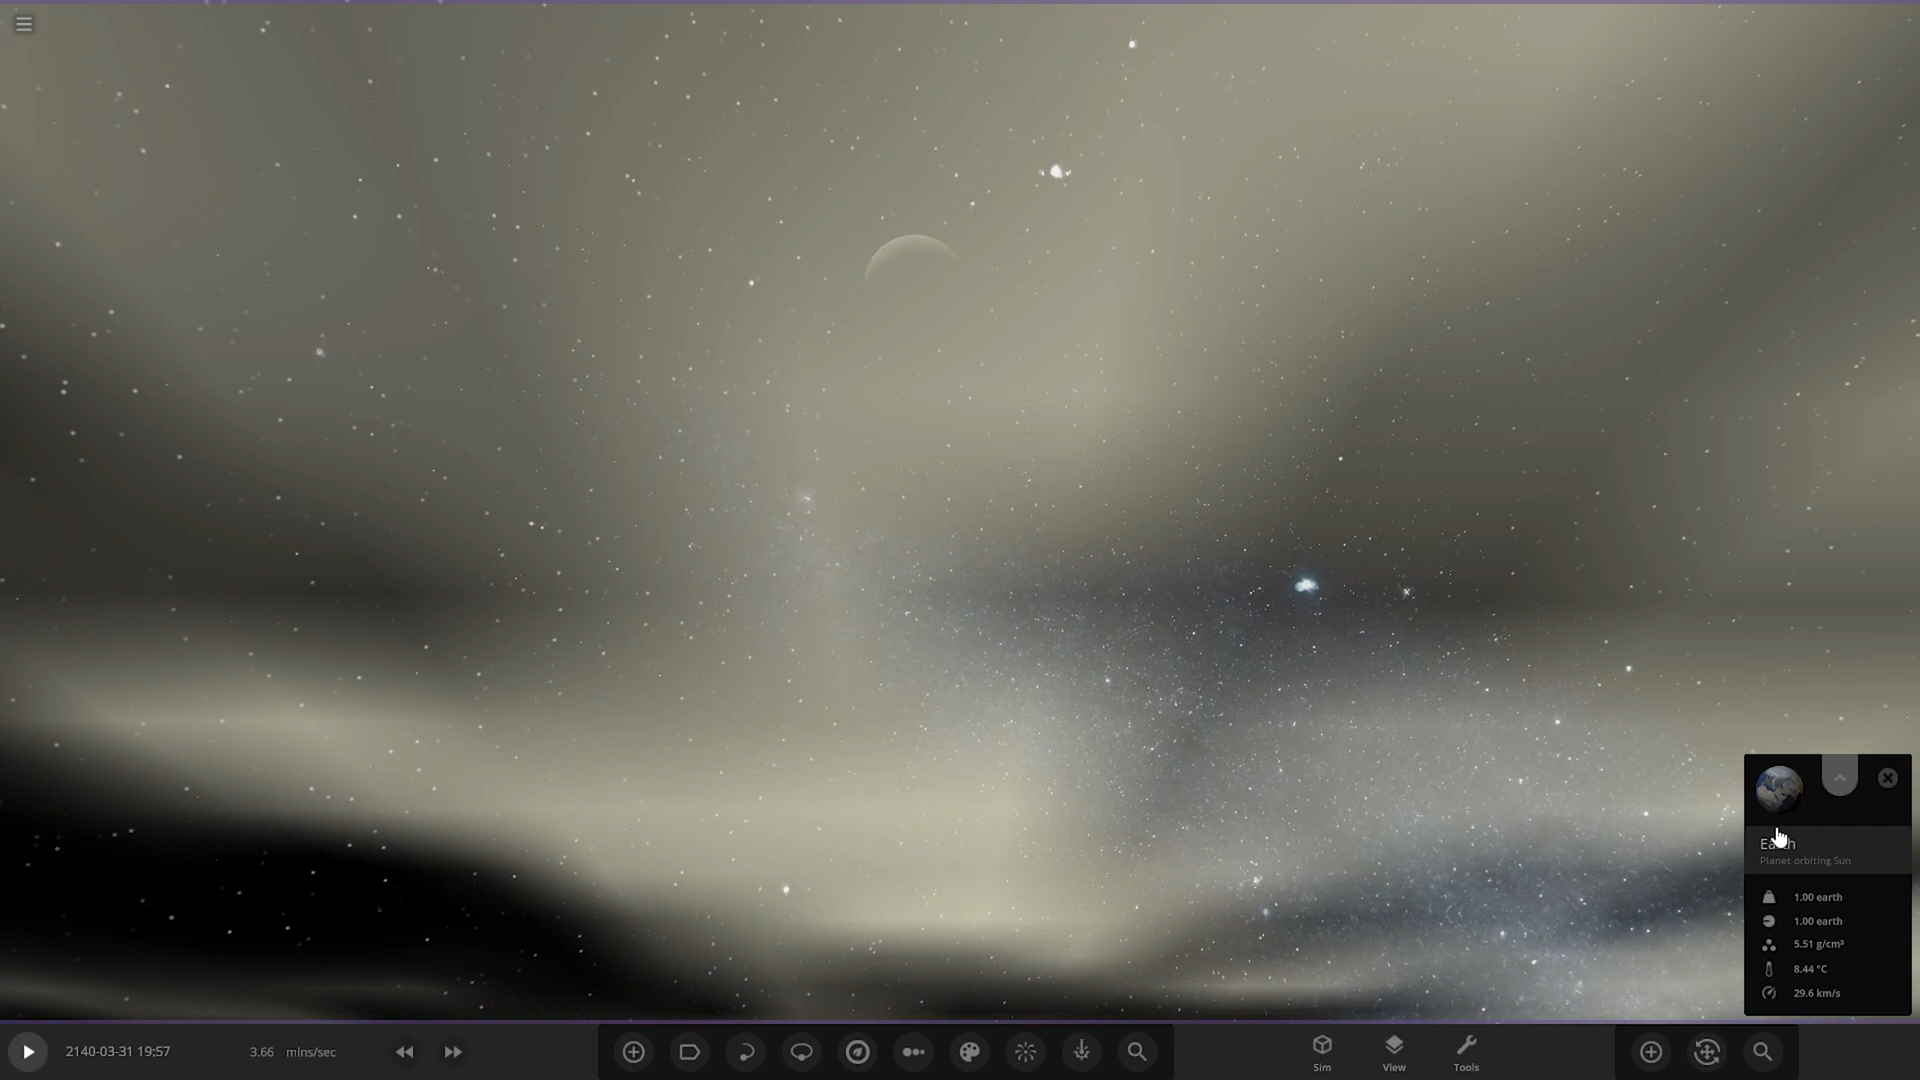 Earth
Planet orbiting Sun
1.00 earth
1.00 earth
5.51 g/cm³
8.44 °C
29.6 km/s
2140-03-31 19:57
3.66 mins/sec
Sim
View
Tools